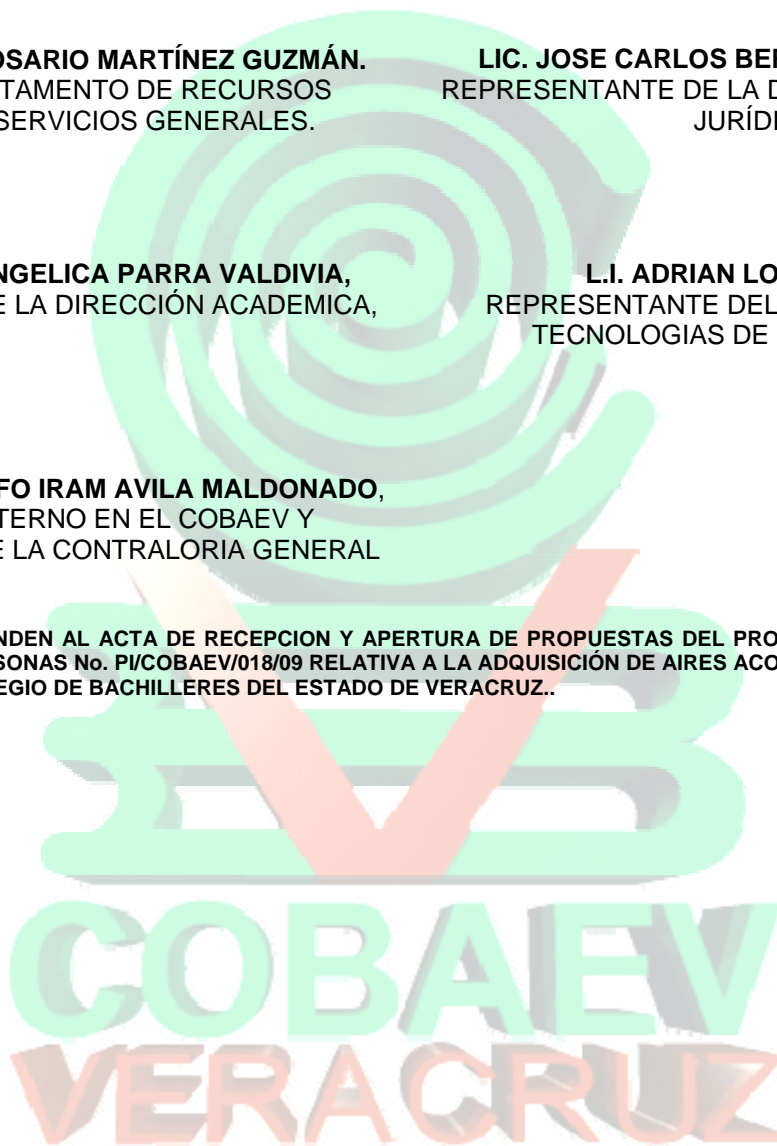 OSARIO MARTÍNEZ GUZMÁN.
TAMENTO DE RECURSOS
SERVICIOS GENERALES.
LIC. JOSE CARLOS BE
REPRESENTANTE DE LA D
JURÍDI
NGELICA PARRA VALDIVIA,
E LA DIRECCIÓN ACADEMICA,
L.I. ADRIAN LO
REPRESENTANTE DEL
TECNOLOGIAS DE
FO IRAM AVILA MALDONADO,
TERNO EN EL COBAEV Y
E LA CONTRALORIA GENERAL
NDEN AL ACTA DE RECEPCION Y APERTURA DE PROPUESTAS DEL PRO
SONAS No. PI/COBAEV/018/09 RELATIVA A LA ADQUISICIÓN DE AIRES ACO
EGIO DE BACHILLERES DEL ESTADO DE VERACRUZ..
COBAEV
VERACRUZ